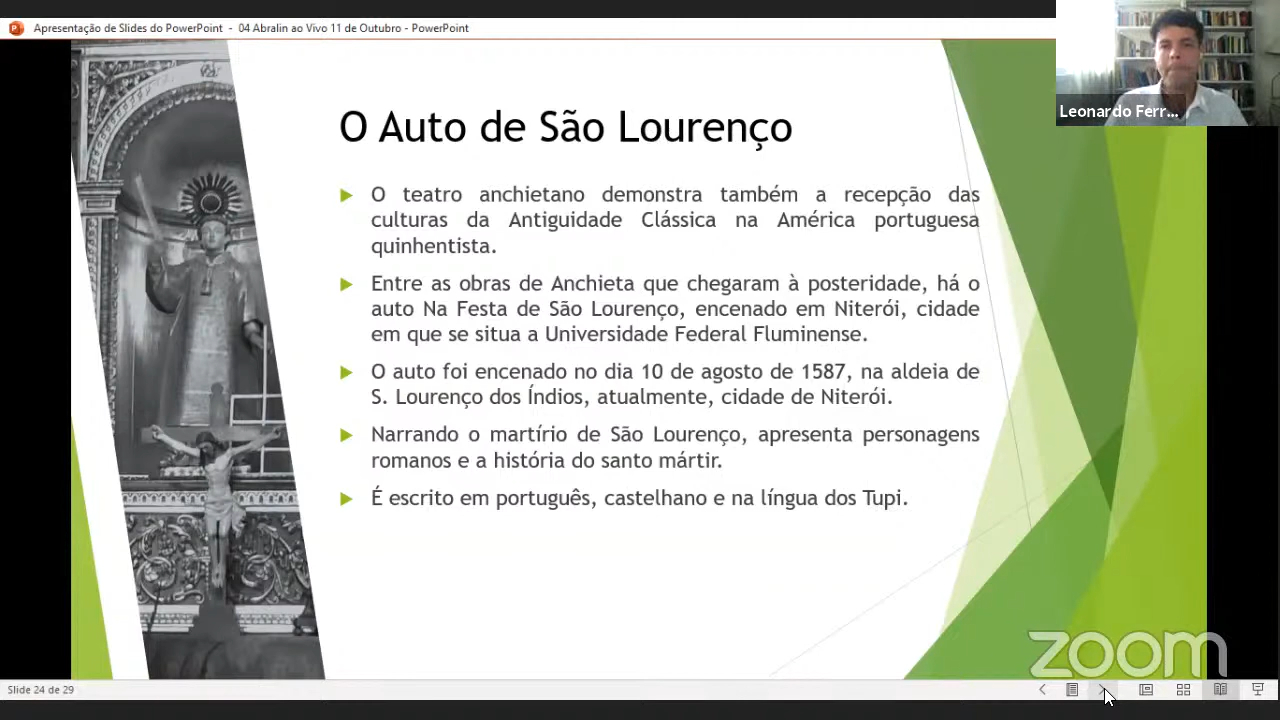 Apresentação de Slides do PowerPoint - 04 Abralin ao Vivo 11 de Outubro - PowerPoint
Leonardo Ferr...
O Auto de São Lourenço
O teatro anchietano demonstra também a recepção das
culturas da Antiguidade Clássica na América portuguesa
quinhentista.
Entre as obras de Anchieta que chegaram à posteridade, há o
auto Na Festa de São Lourenço, encenado em Niterói, cidade
em que se situa a Universidade Federal Fluminense.
O auto foi encenado no dia 10 de agosto de 1587, na aldeia de
S. Lourenço dos Índios, atualmente, cidade de Niterói.
Narrando o martírio de São Lourenço, apresenta personagens
romanos e a história do santo mártir.
É escrito em português, castelhano e na língua dos Tupi.
zoom
Slide 24 de 29